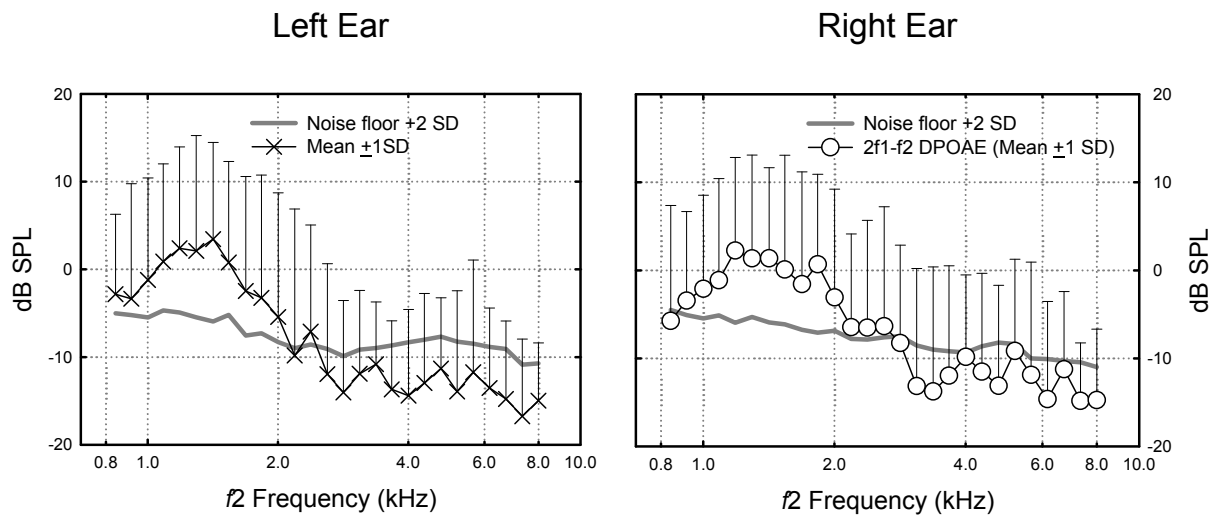 Left Ear
Right Ear
20
10
0
-10
-20
dB SPL
Noise floor +2 SD
Mean ±1SD
0.8 1.0 2.0 4.0 6.0 8.0 10.0
f2 Frequency (kHz)
Noise floor +2 SD
2f1-f2 DPOAE (Mean ±1 SD)
20
10
0
-10
-20
dB SPL
0.8 1.0 2.0 4.0 6.0 8.0 10.0
f2 Frequency (kHz)